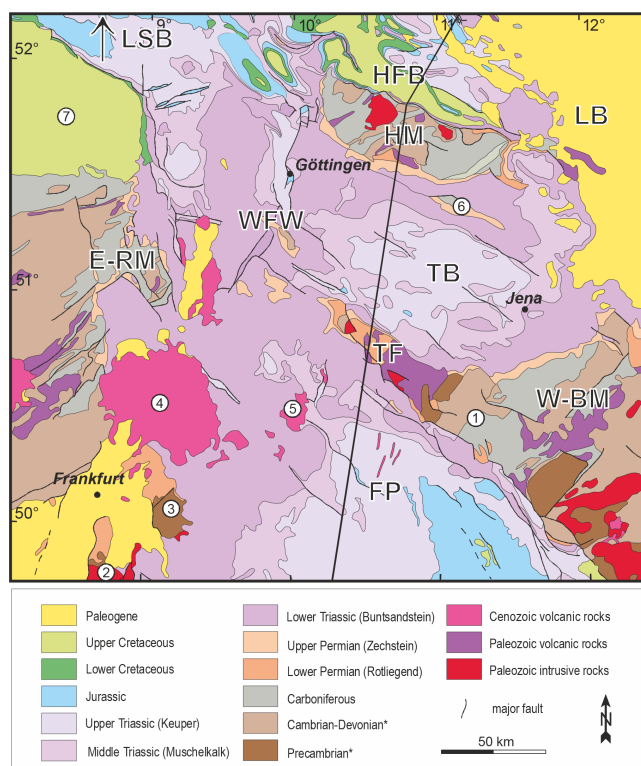 9° 10° 11° 12°
52°
LSB
HFB
LB
7
HM
Göttingen
6
WFW
E-RM
51°
TB
Jena
TF
4
5
W-BM
1
Frankfurt
FP
3
50°
2
Paleogene
Upper Cretaceous
Lower Cretaceous
Jurassic
Upper Triassic (Keuper)
Middle Triassic (Muschelkalk)
Lower Triassic (Buntsandstein)
Upper Permian (Zechstein)
Lower Permian (Rotliegend)
Carboniferous
Cambrian-Devonian*
Precambrian*
Cenozoic volcanic rocks
Paleozoic volcanic rocks
Paleozoic intrusive rocks
major fault
N
50 km